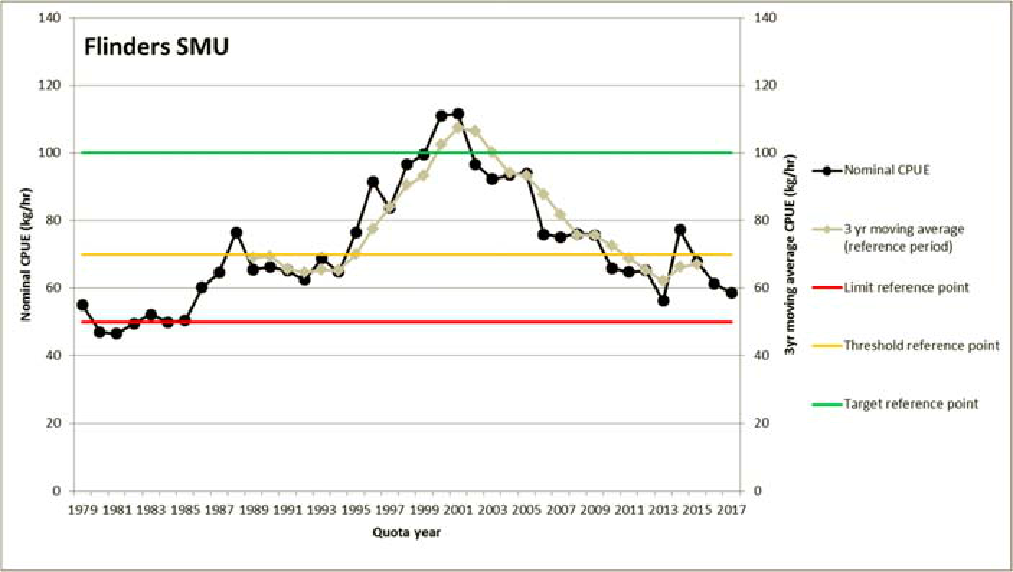 Flinders SMU
140
120
100
80
60
40
20
0
Nominal CPUE (kg/hr)
140
120
100
80
60
40
20
0
3yr moving average CPUE (kg/hr)
1979 1981 1983 1985 1987 1989 1991 1993 1995 1997 1999 2001 2003 2005 2007 2009 2011 2013 2015 2017
Quota year
Nominal CPUE
3 yr moving average
(reference period)
Limit reference point
Threshold reference point
Target reference point